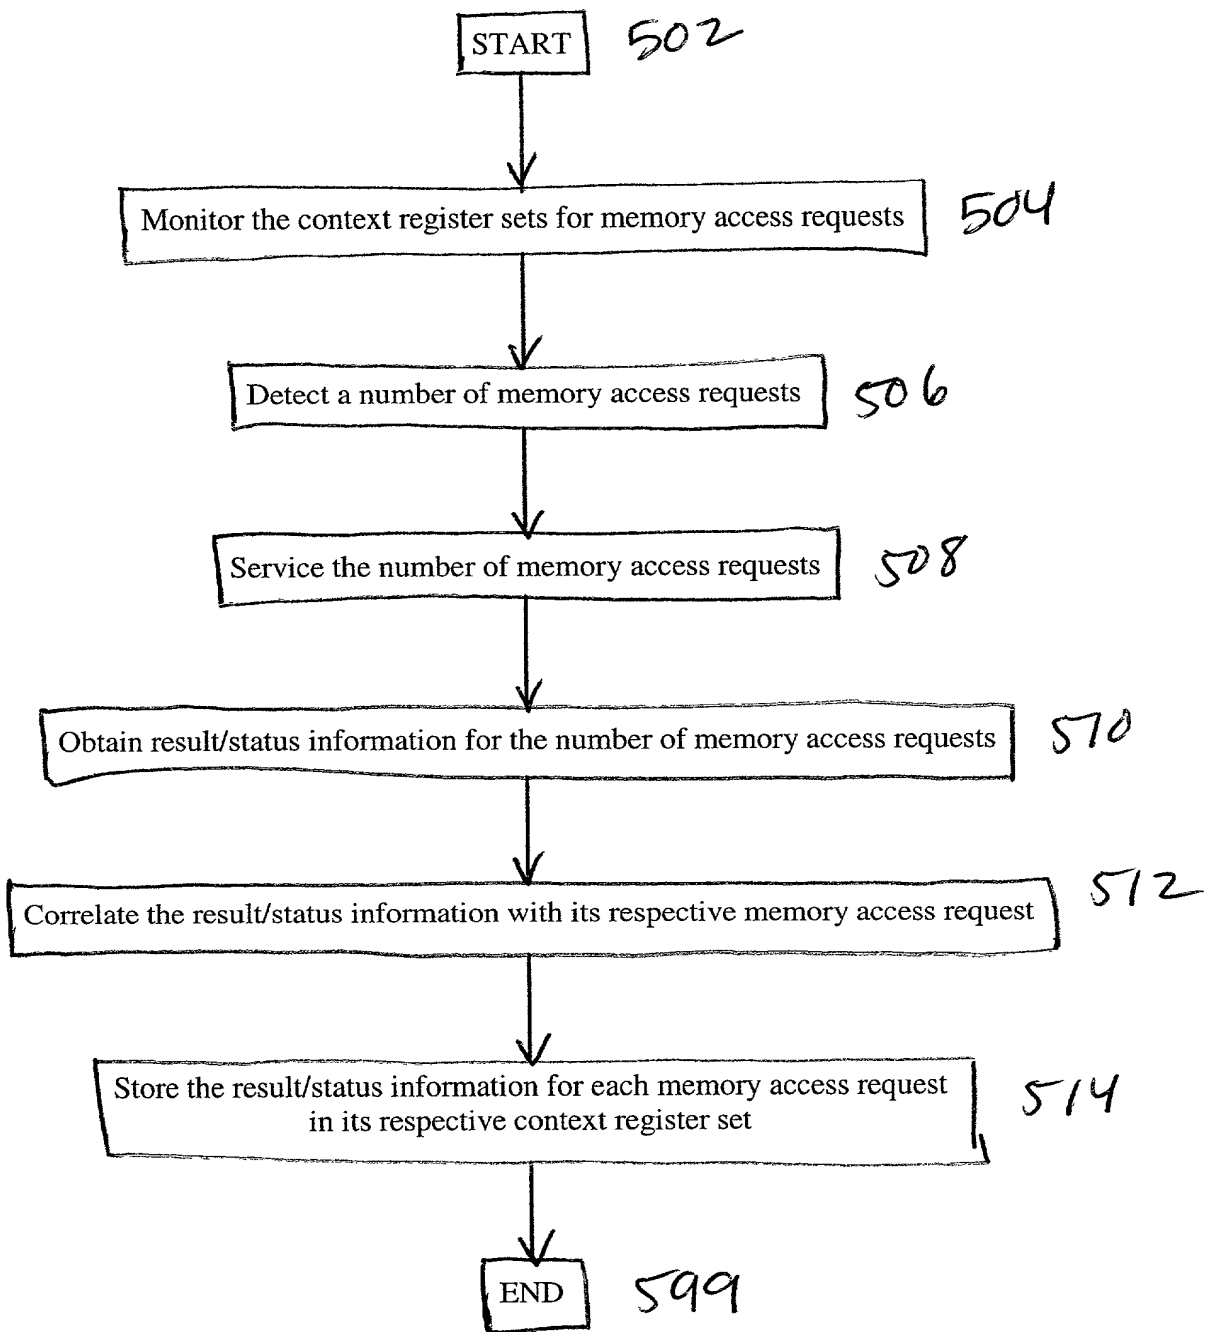 START 502
Monitor the context register sets for memory access requests 504
Detect a number of memory access requests 506
Service the number of memory access requests 508
Obtain result/status information for the number of memory access requests 510
Correlate the result/status information with its respective memory access request 512
Store the result/status information for each memory access request 514
in its respective context register set
END 599